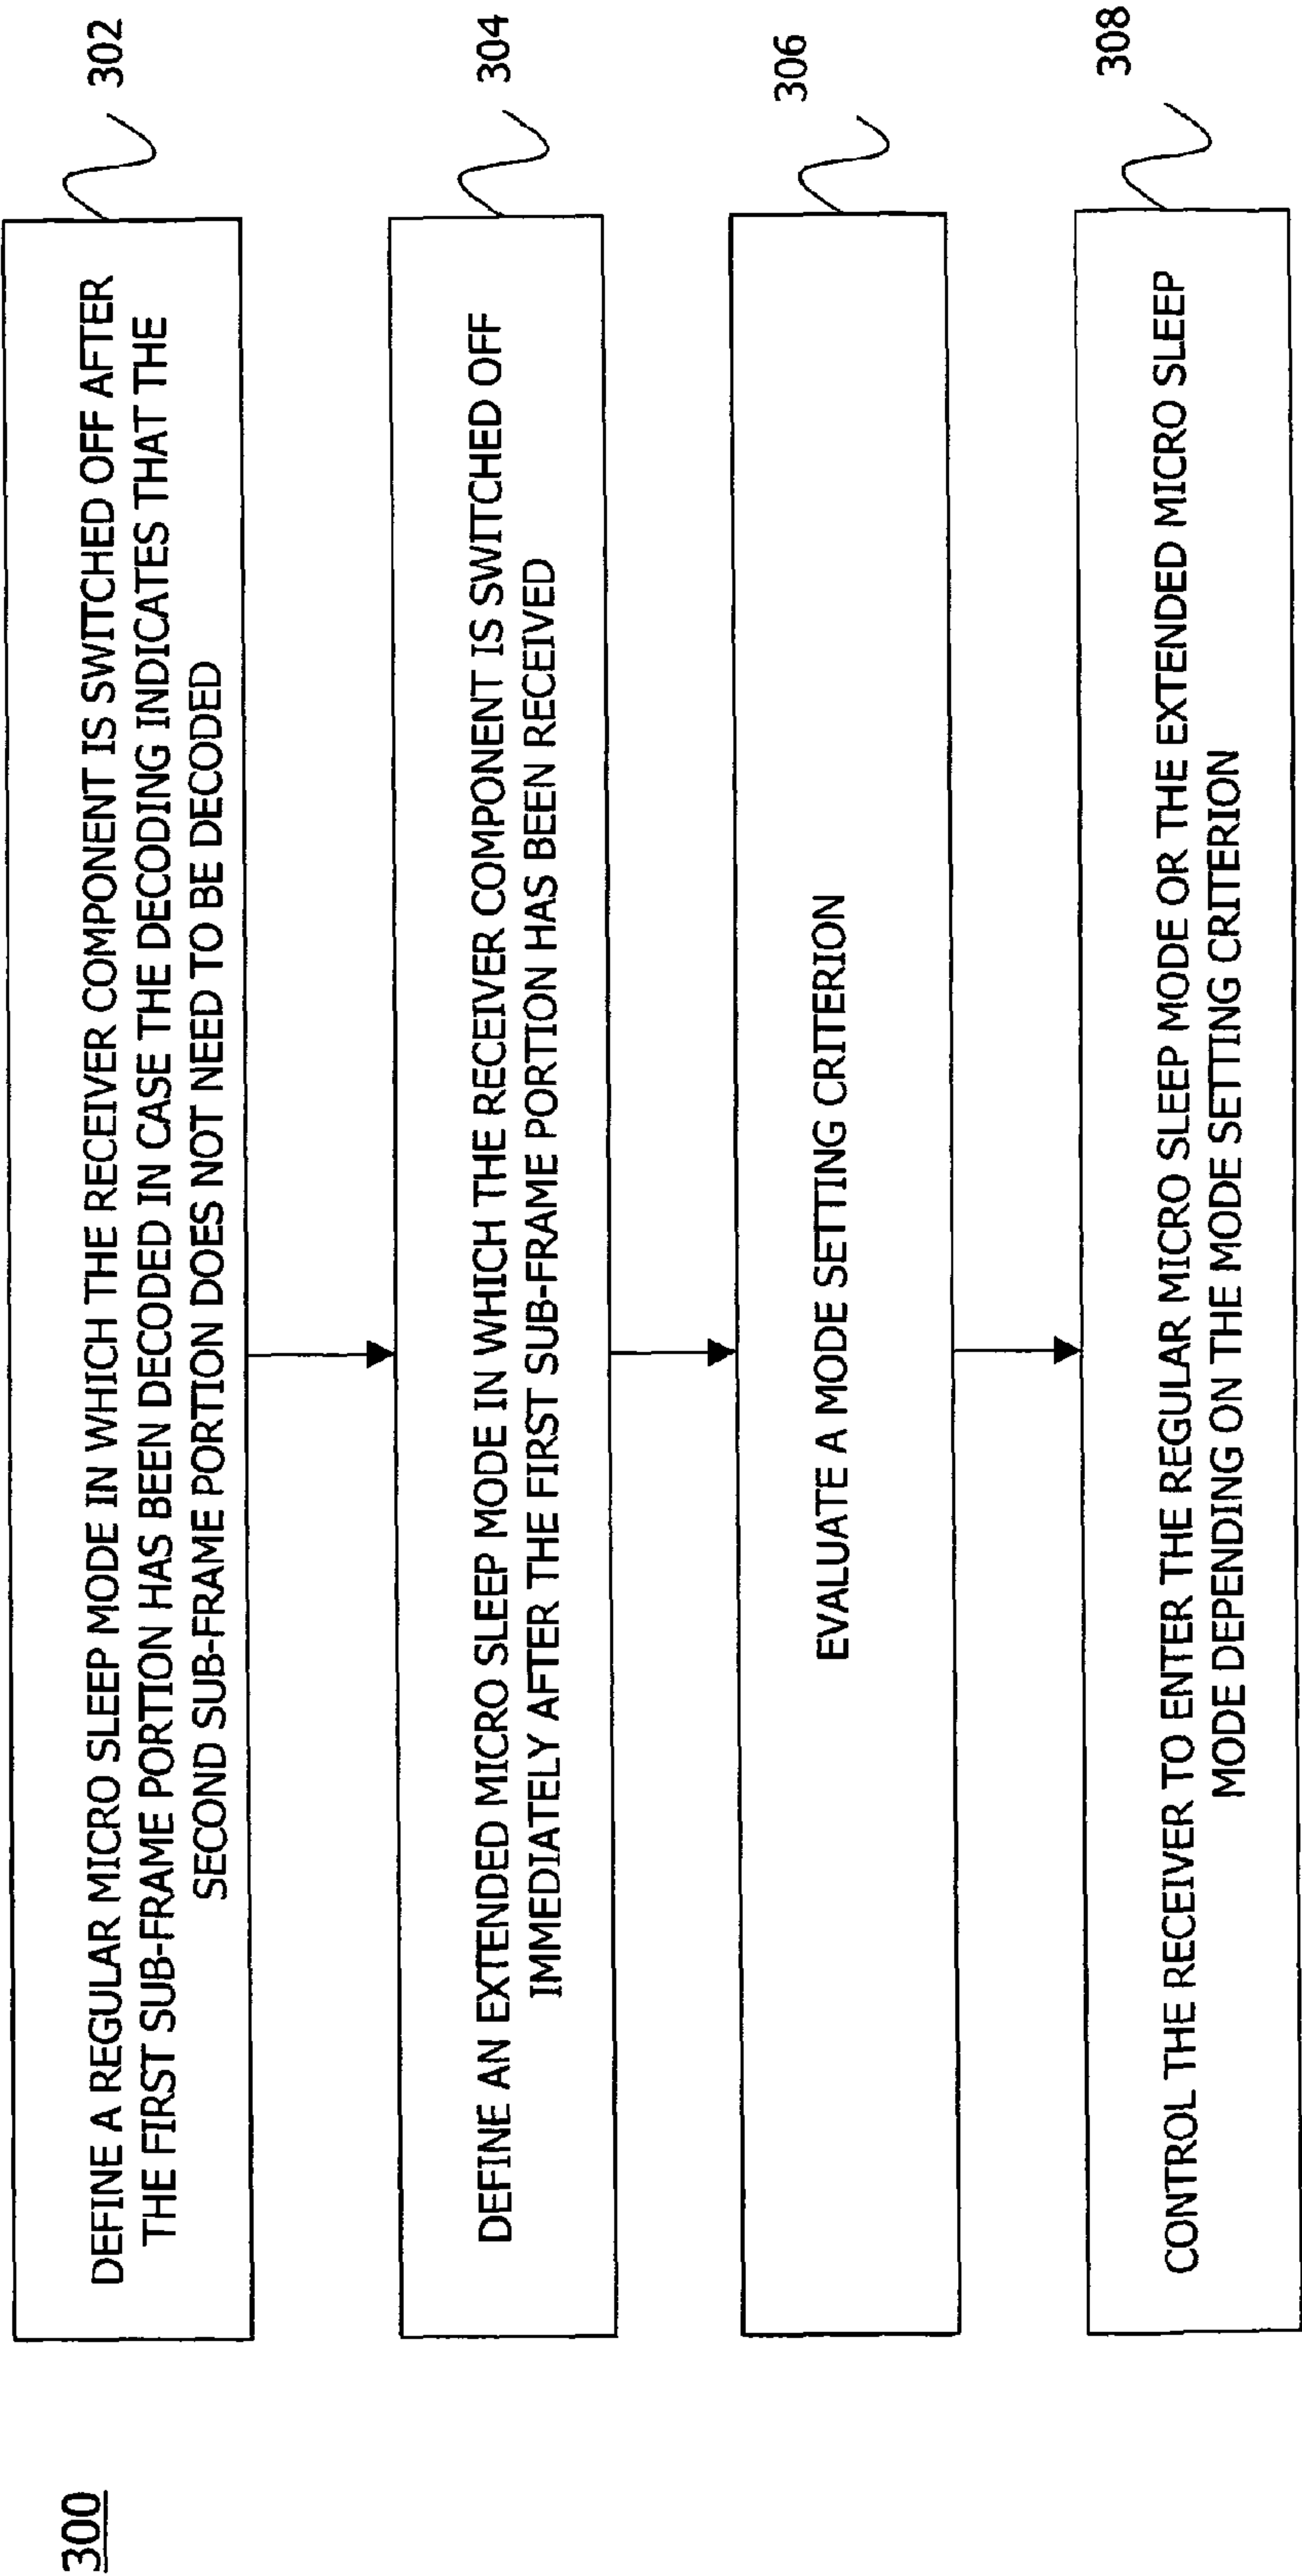 300
DEFINE A REGULAR MICRO SLEEP MODE IN WHICH THE RECEIVER COMPONENT IS SWITCHED OFF AFTER
THE FIRST SUB-FRAME PORTION HAS BEEN DECODED IN CASE THE DECODING INDICATES THAT THE
SECOND SUB-FRAME PORTION DOES NOT NEED TO BE DECODED
302
DEFINE AN EXTENDED MICRO SLEEP MODE IN WHICH THE RECEIVER COMPONENT IS SWITCHED OFF
IMMEDIATELY AFTER THE FIRST SUB-FRAME PORTION HAS BEEN RECEIVED
304
EVALUATE A MODE SETTING CRITERION
306
CONTROL THE RECEIVER TO ENTER THE REGULAR MICRO SLEEP MODE OR THE EXTENDED MICRO SLEEP
MODE DEPENDING ON THE MODE SETTING CRITERION
308